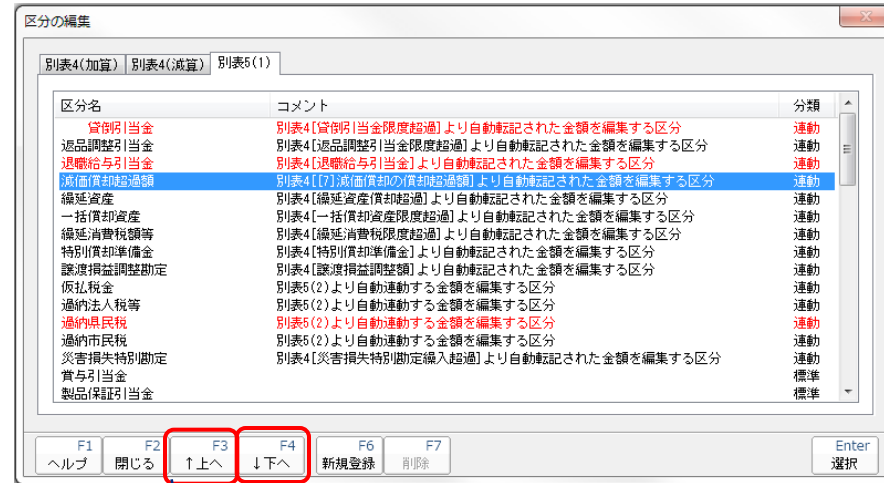 区分の編集
別表4(加算) 別表4(減算) 別表5(1)
区分名 コメント 分類
貸倒引当金 別表4[貸倒引当金限度超過]より自動転記された金額を編集する区分 連動
返品調整引当金 別表4[返品調整引当金限度超過]より自動転記された金額を編集する区分 連動
退職給与引当金 別表4[退職給与引当金]より自動転記された金額を編集する区分 連動
減価償却超過額 別表4[[7]減価償却の償却超過額]より自動転記された金額を編集する区分 連動
繰延資産 別表4[繰延資産償却超過]より自動転記された金額を編集する区分 連動
一括償却資産 別表4[一括償却資産限度超過]より自動転記された金額を編集する区分 連動
繰延消費税額等 別表4[繰延消費税限度超過]より自動転記された金額を編集する区分 連動
特別償却準備金 別表4[特別償却準備金]より自動転記された金額を編集する区分 連動
譲渡損益調整勘定 別表4[譲渡損益調整額]より自動転記された金額を編集する区分 連動
仮払税金 別表5(2)より自動連動する金額を編集する区分 連動
過納法人税等 別表5(2)より自動連動する金額を編集する区分 連動
過納県民税 別表5(2)より自動連動する金額を編集する区分 連動
過納市民税 別表5(2)より自動連動する金額を編集する区分 連動
災害損失特別勘定 別表4[災害損失特別勘定繰入超過]より自動転記された金額を編集する区分 連動
賞与引当金 標準
製品保証引当金 標準
F1 F2 F3 F4 F6 F7 Enter
ヘルプ 閉じる ↑上へ ↓下へ 新規登録 削除 選択